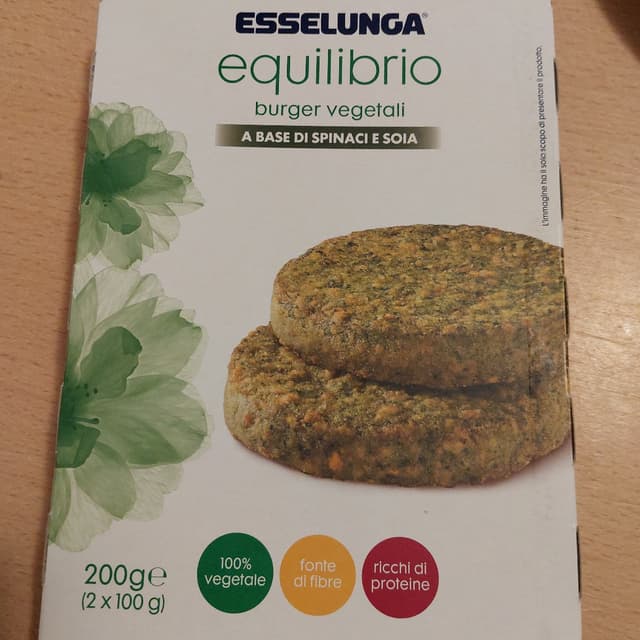 ESSELUNGA®
equilibrio
burger vegetali
A BASE DI SPINACI E SOIA
L'immagine ha il solo scopo di presentare il prodotto.
200g℮
(2 x 100 g)
100%
vegetale
fonte
di fibre
ricchi di
proteine